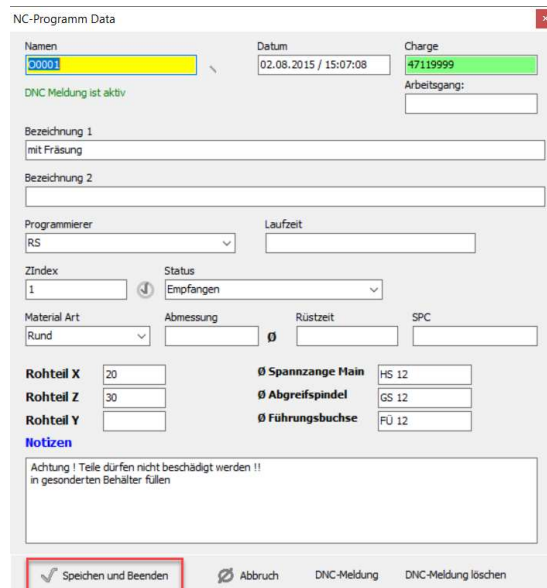 NC-Programm Data
Namen Datum Charge
O0001 02.08.2015 / 15:07:08 47119999
DNC Meldung ist aktiv Arbeitsgang:
Bezeichnung 1
mit Fräsung
Bezeichnung 2
Programmierer Laufzeit
RS
ZIndex Status
1 Empfangen
Material Art Abmessung Rüstzeit SPC
Rund Ø
Rohteil X 20 Ø Spannzange Main HS 12
Rohteil Z 30 Ø Abgreifspindel GS 12
Rohteil Y Ø Führungsbuchse FÜ 12
Notizen
Achtung ! Teile dürfen nicht beschädigt werden !!
in gesonderten Behälter füllen
Speichen und Beenden Abbruch DNC-Meldung DNC-Meldung löschen